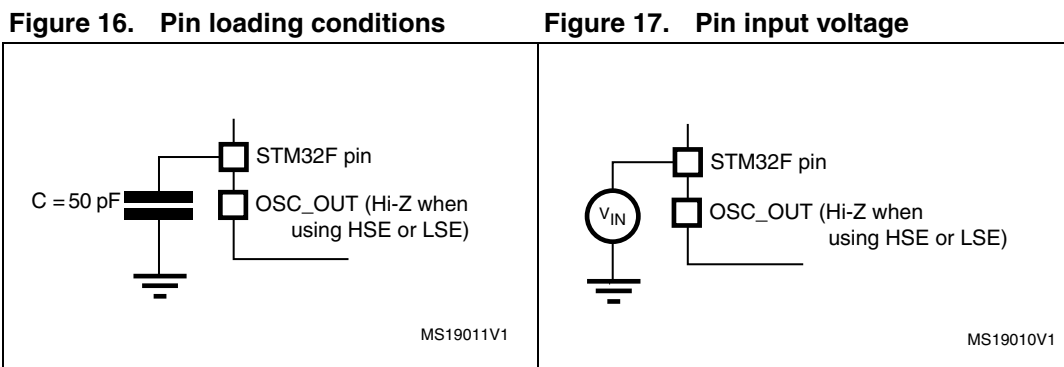 Figure 16. Pin loading conditions
STM32F pin
C = 50 pF
OSC_OUT (Hi-Z when
using HSE or LSE)
MS19011V1
Figure 17. Pin input voltage
STM32F pin
VIN
OSC_OUT (Hi-Z when
using HSE or LSE)
MS19010V1